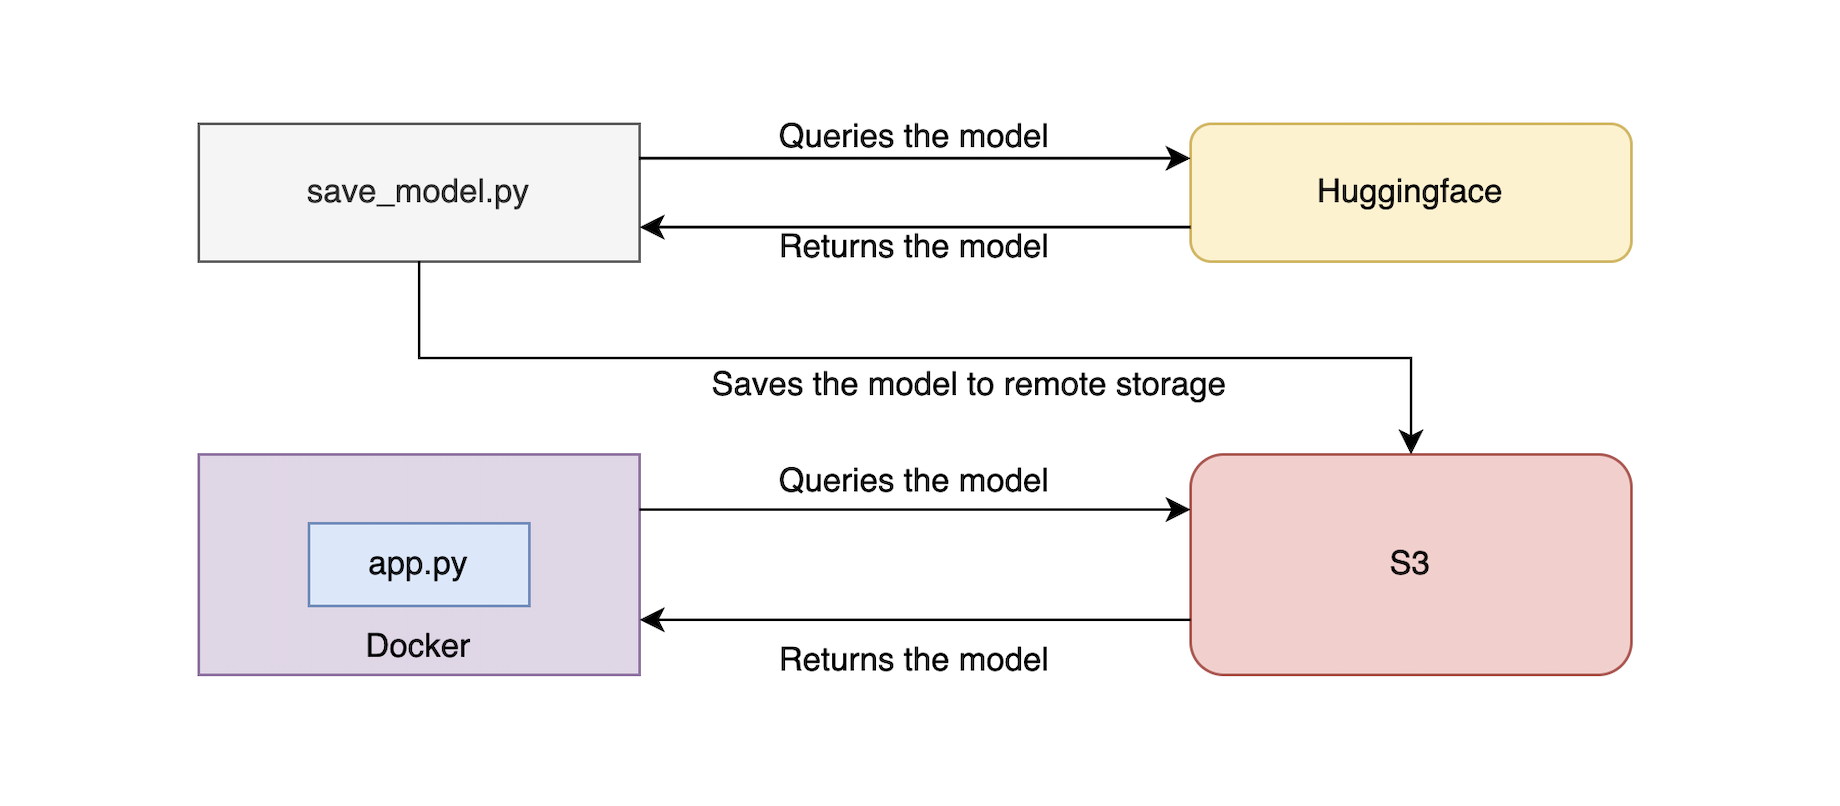 Queries the model
save_model.py
Huggingface
Returns the model
Saves the model to remote storage
Queries the model
app.py
S3
Docker
Returns the model